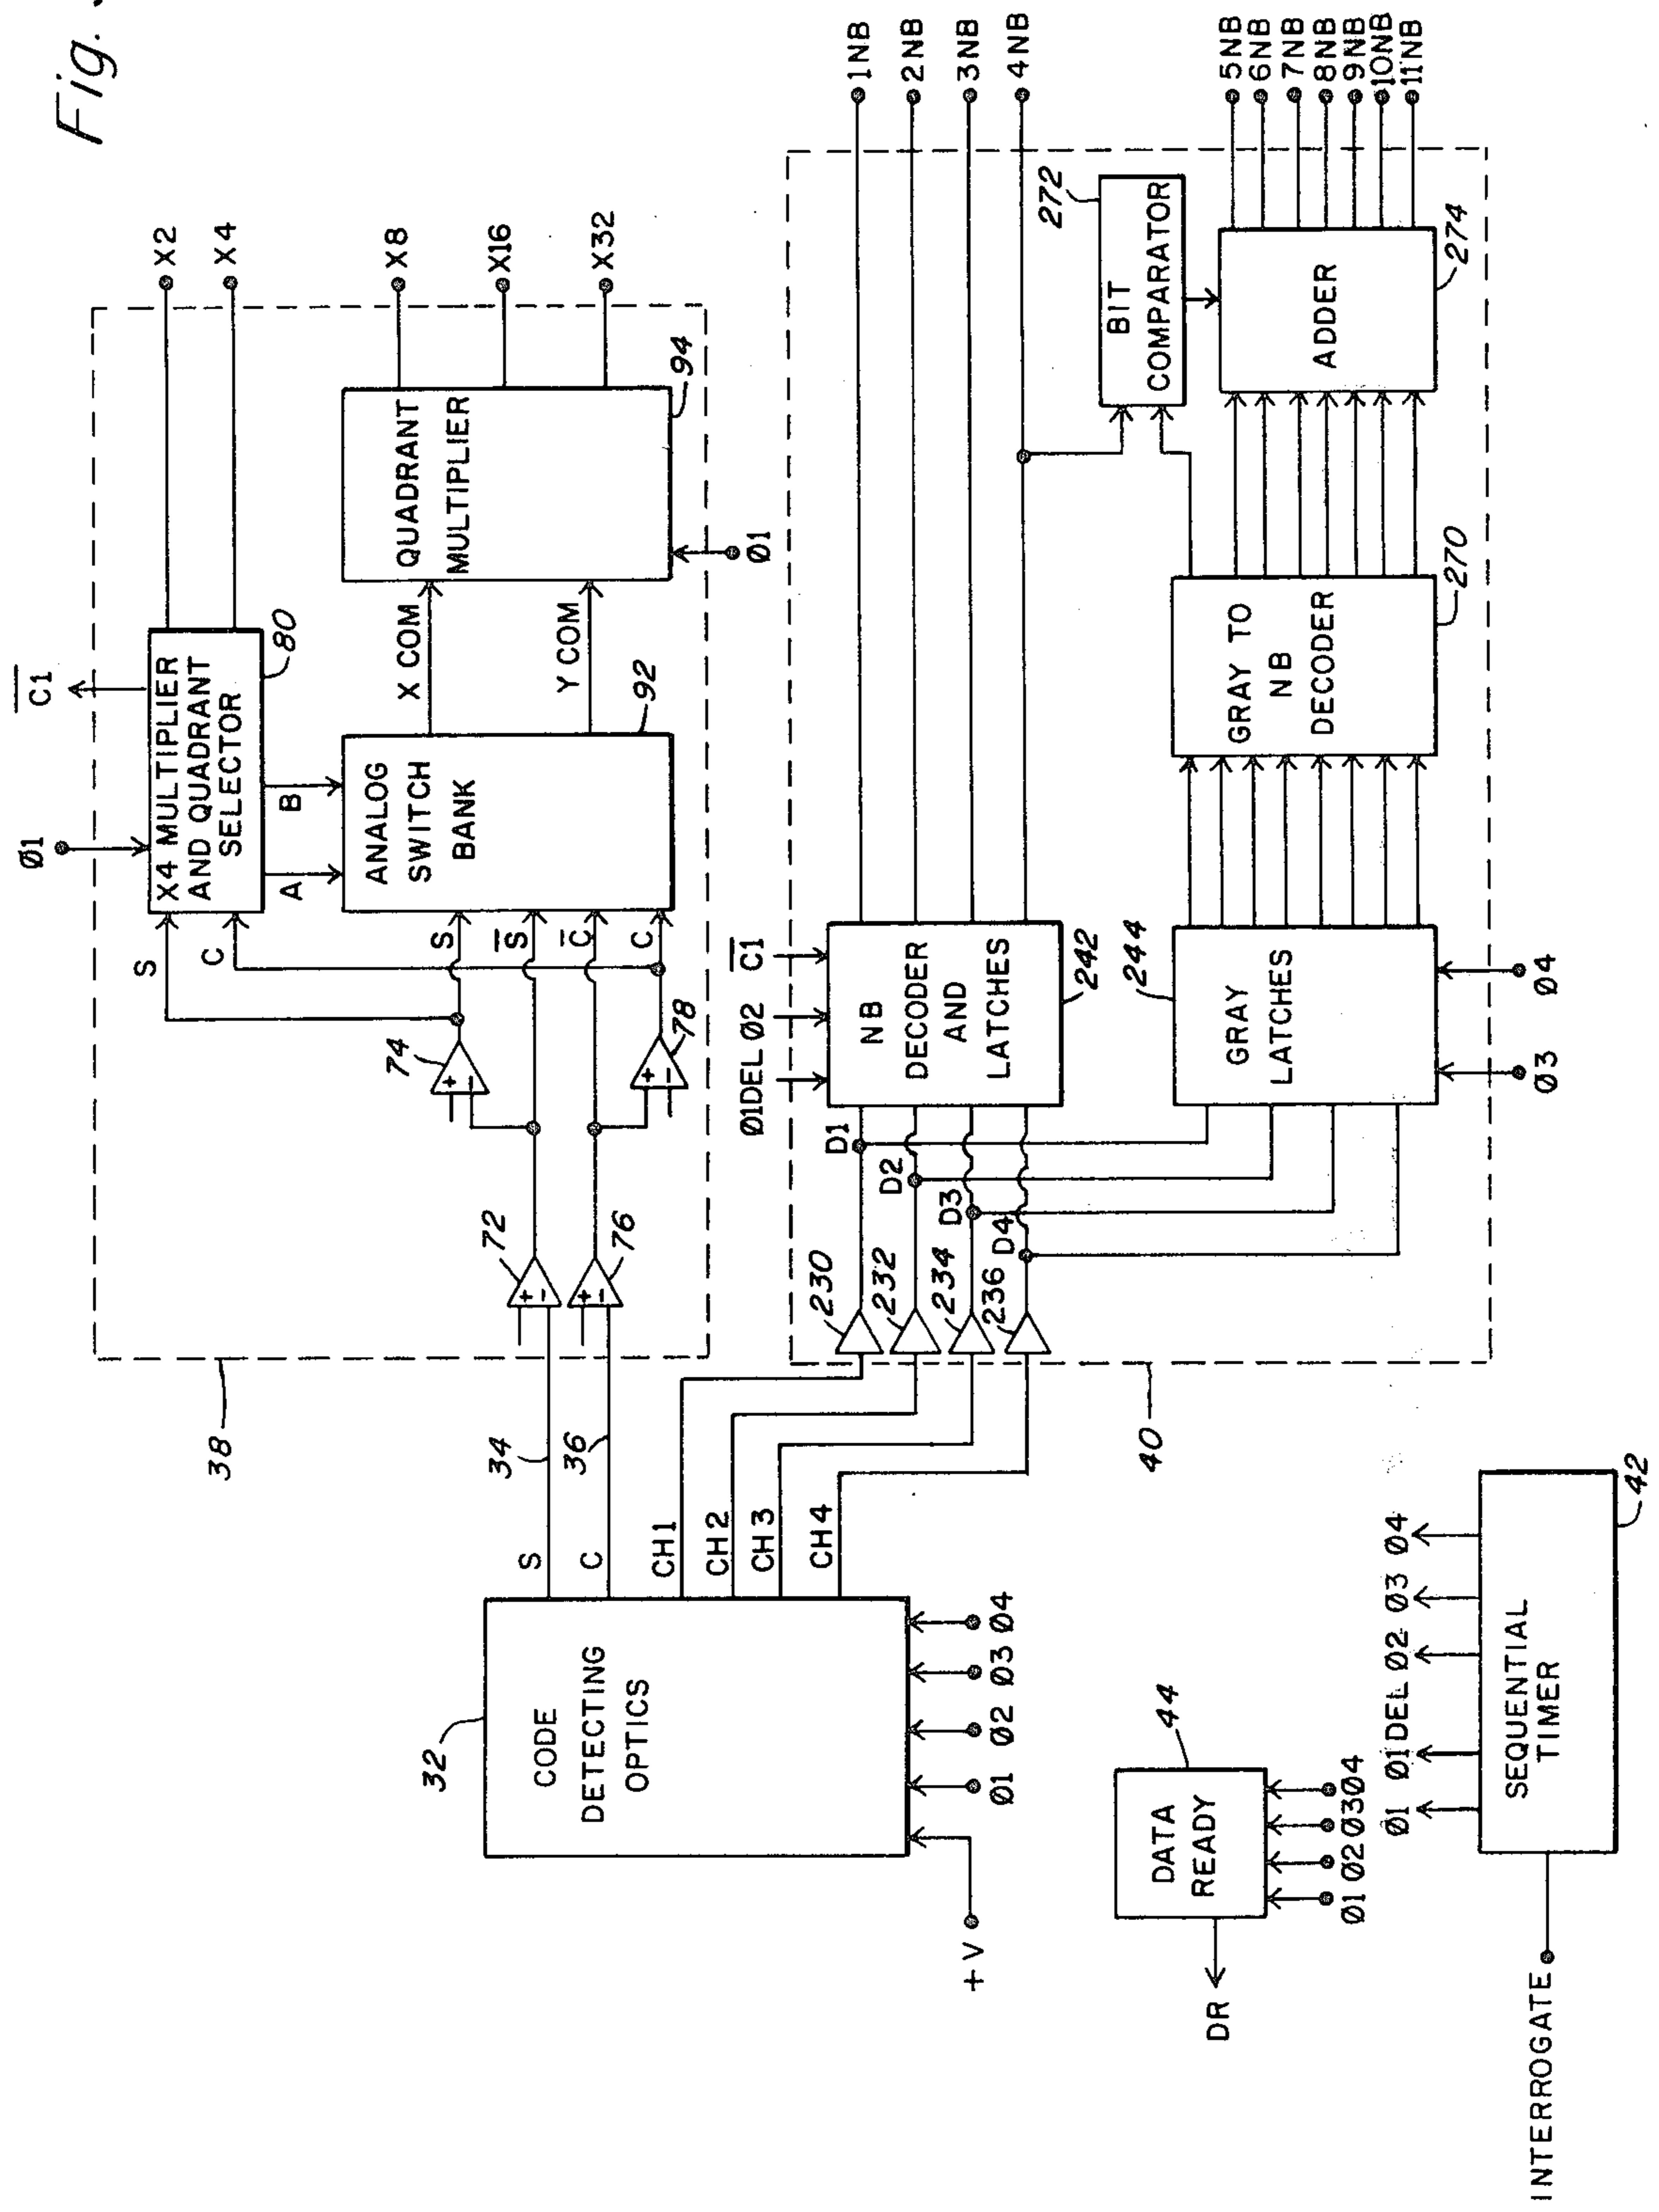 Fig.
C1
Ø1
X2
X4
X4 MULTIPLIER
AND QUADRANT
SELECTOR
80
S
C
A
B
X8
X16
X32
QUADRANT
MULTIPLIER
94
Ø1
X COM
Y COM
ANALOG
SWITCH
BANK
92
S
S
C
C
74
+
−
78
+
−
72
+
−
76
+
−
38
34
36
S
C
CH1
CH2
CH3
CH4
32
CODE
DETECTING
OPTICS
Ø1
Ø2
Ø3
Ø4
+V
1NB
2NB
3NB
4NB
5NB
6NB
7NB
8NB
9NB
10NB
11NB
272
BIT
COMPARATOR
ADDER
274
GRAY TO
NB
DECODER
270
Ø1DEL
Ø2
C1
NB
DECODER
AND
LATCHES
242
244
GRAY
LATCHES
Ø3
Ø4
D1
D2
D3
D4
230
232
234
236
40
44
DATA
READY
DR
Ø1 Ø2 Ø3 Ø4
Ø1 Ø1DEL Ø2 Ø3 Ø4
SEQUENTIAL
TIMER
42
INTERROGATE